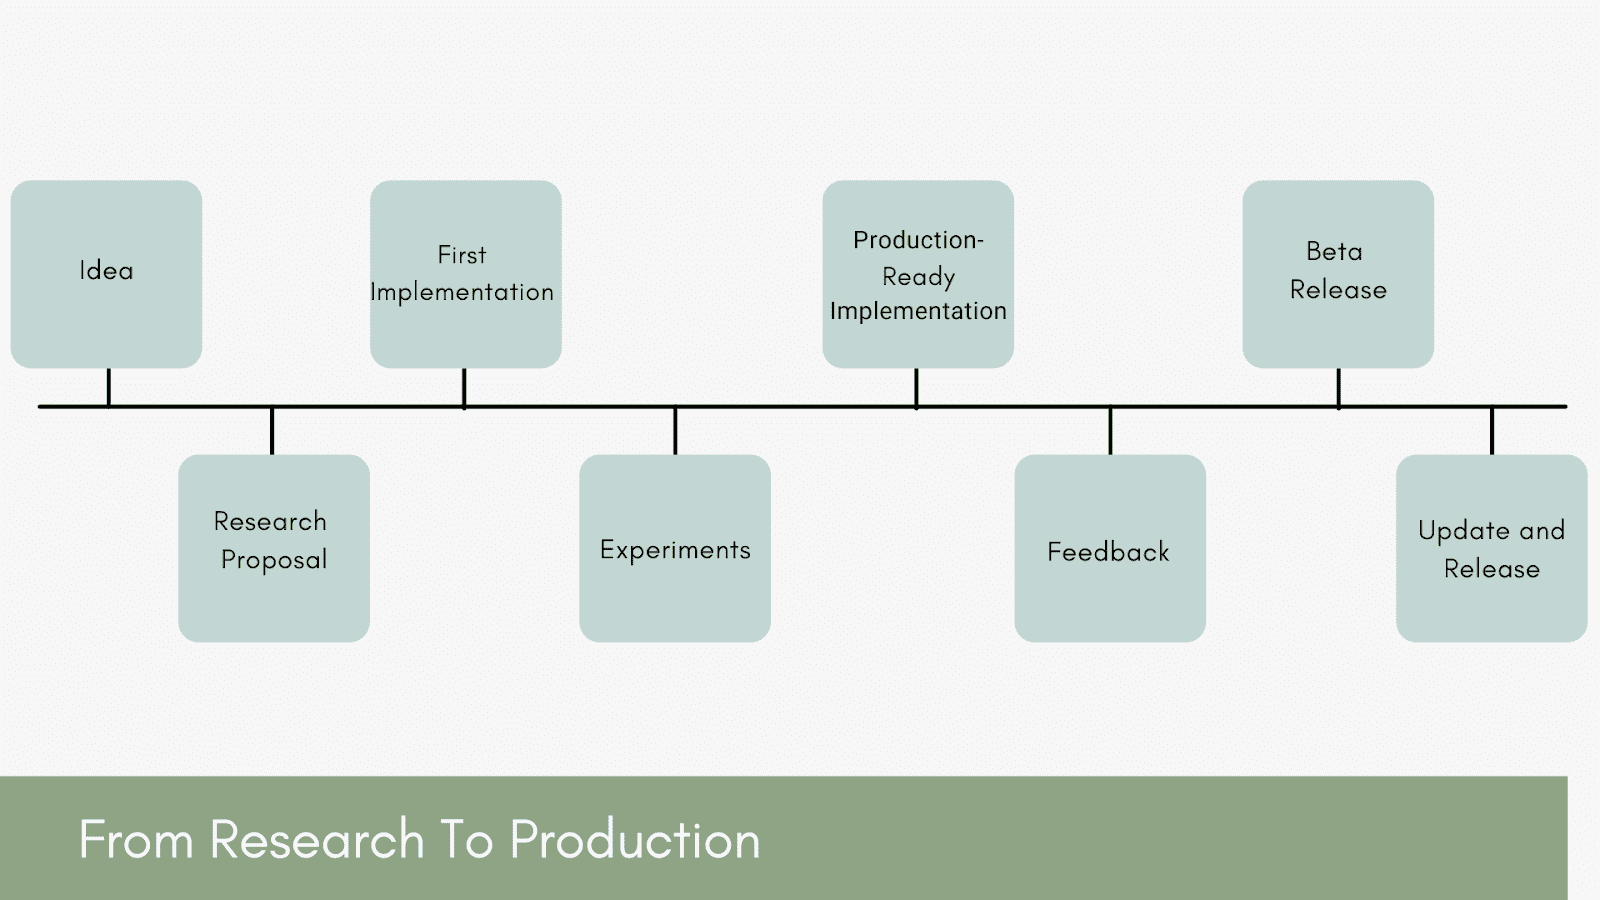 Idea
First
Implementation
Production-
Ready
Implementation
Beta
Release
Research
Proposal
Experiments
Feedback
Update and
Release
From Research To Production